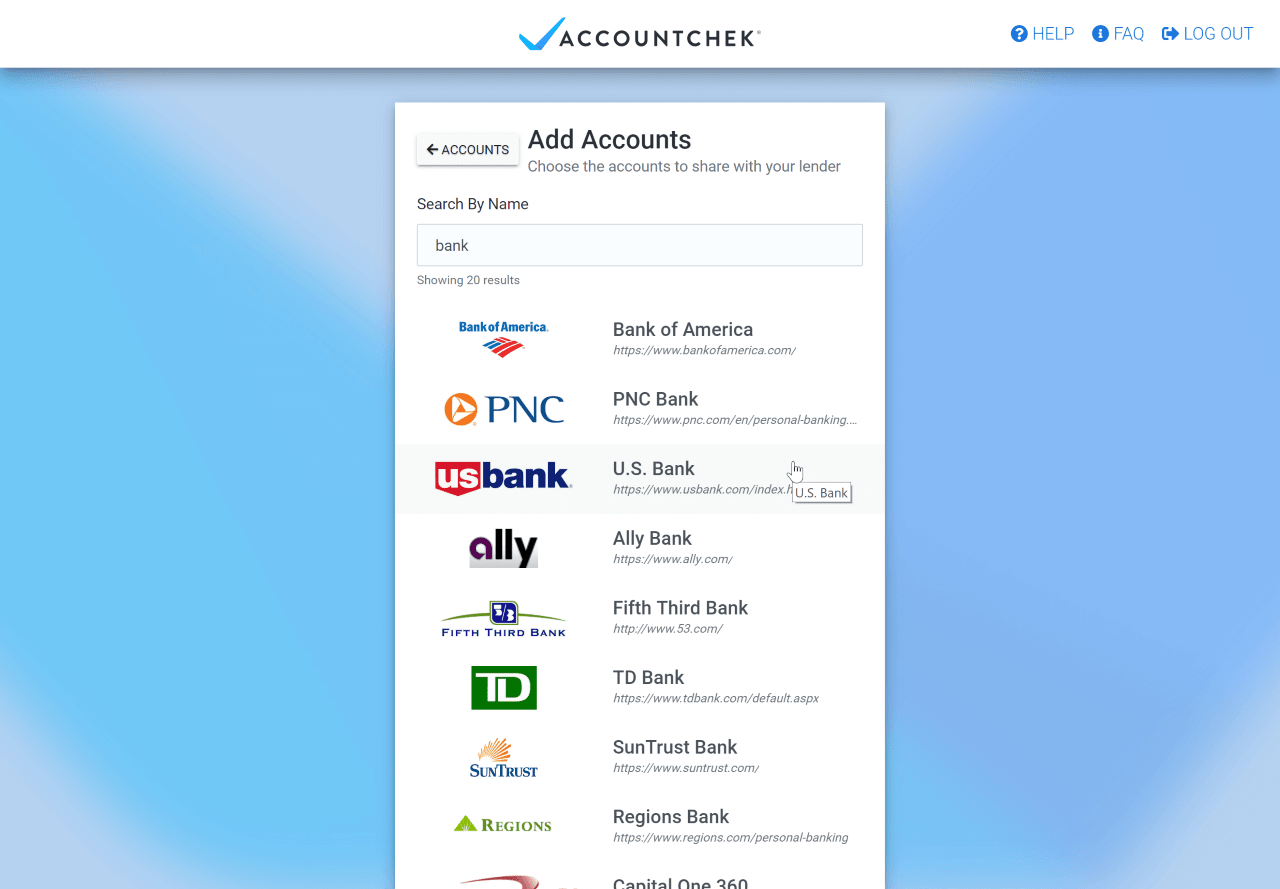 ACCOUNTCHEK®
HELP
FAQ
LOG OUT
ACCOUNTS
Add Accounts
Choose the accounts to share with your lender
Search By Name
bank
Showing 20 results
Bank of America
Bank of America
https://www.bankofamerica.com/
PNC
PNC Bank
https://www.pnc.com/en/personal-banking....
usbank
U.S. Bank
https://www.usbank.com/index.h
U.S. Bank
ally
Ally Bank
https://www.ally.com/
5/3
FIFTH THIRD BANK
Fifth Third Bank
http://www.53.com/
TD
TD Bank
https://www.tdbank.com/default.aspx
SUNTRUST
SunTrust Bank
https://www.suntrust.com/
REGIONS
Regions Bank
https://www.regions.com/personal-banking
Capital One 360